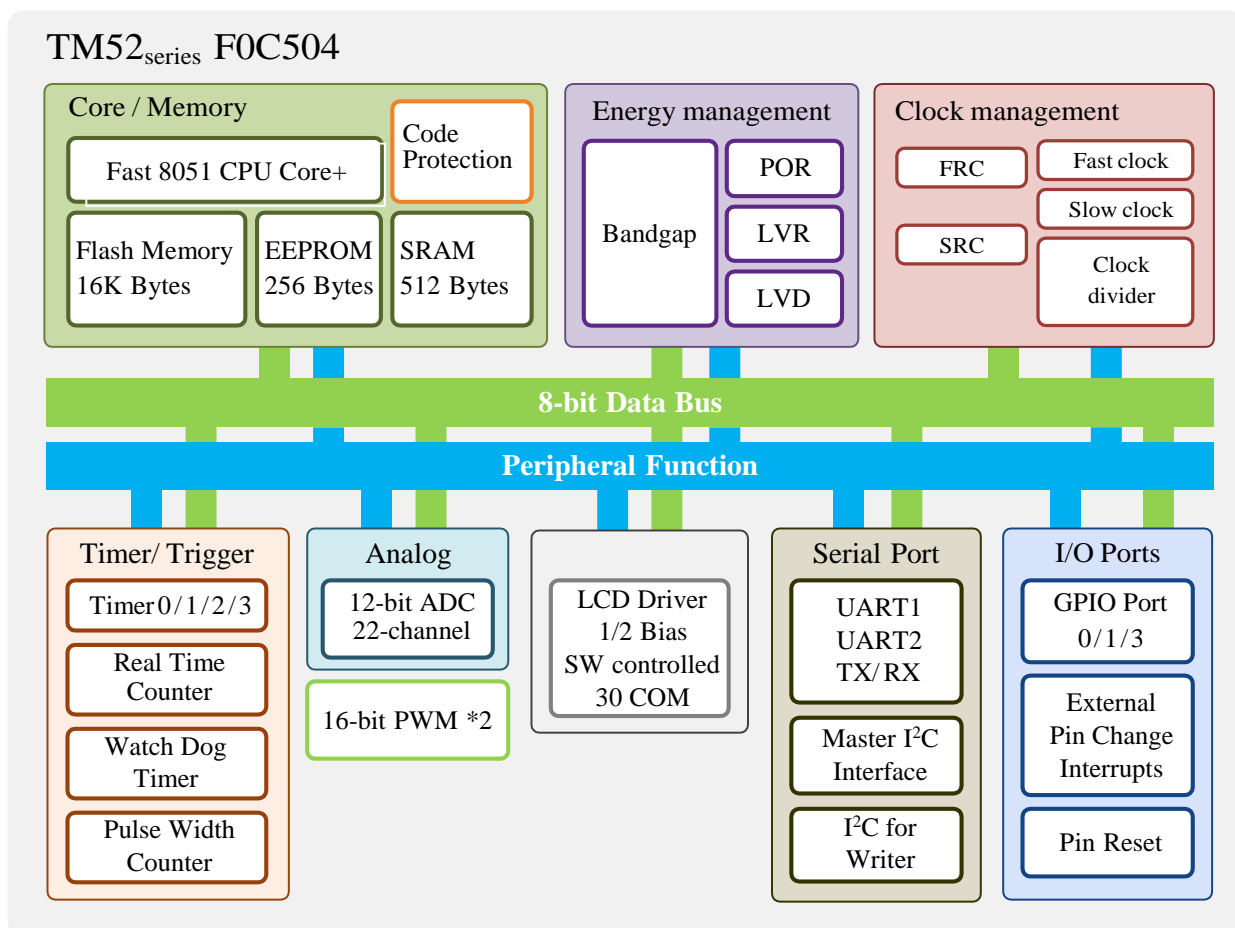 TM52series F0C504
Core / Memory
Fast 8051 CPU Core+
Code
Protection
Flash Memory
16K Bytes
EEPROM
256 Bytes
SRAM
512 Bytes
Energy management
Bandgap
POR
LVR
LVD
Clock management
FRC
SRC
Fast clock
Slow clock
Clock
divider
8-bit Data Bus
Peripheral Function
Timer/ Trigger
Timer 0 / 1 / 2 / 3
Real Time
Counter
Watch Dog
Timer
Pulse Width
Counter
Analog
12-bit ADC
22-channel
16-bit PWM *2
LCD Driver
1/2 Bias
SW controlled
30 COM
Serial Port
UART1
UART2
TX/ RX
Master I²C
Interface
I²C for
Writer
I/O Ports
GPIO Port
0 / 1 / 3
External
Pin Change
Interrupts
Pin Reset